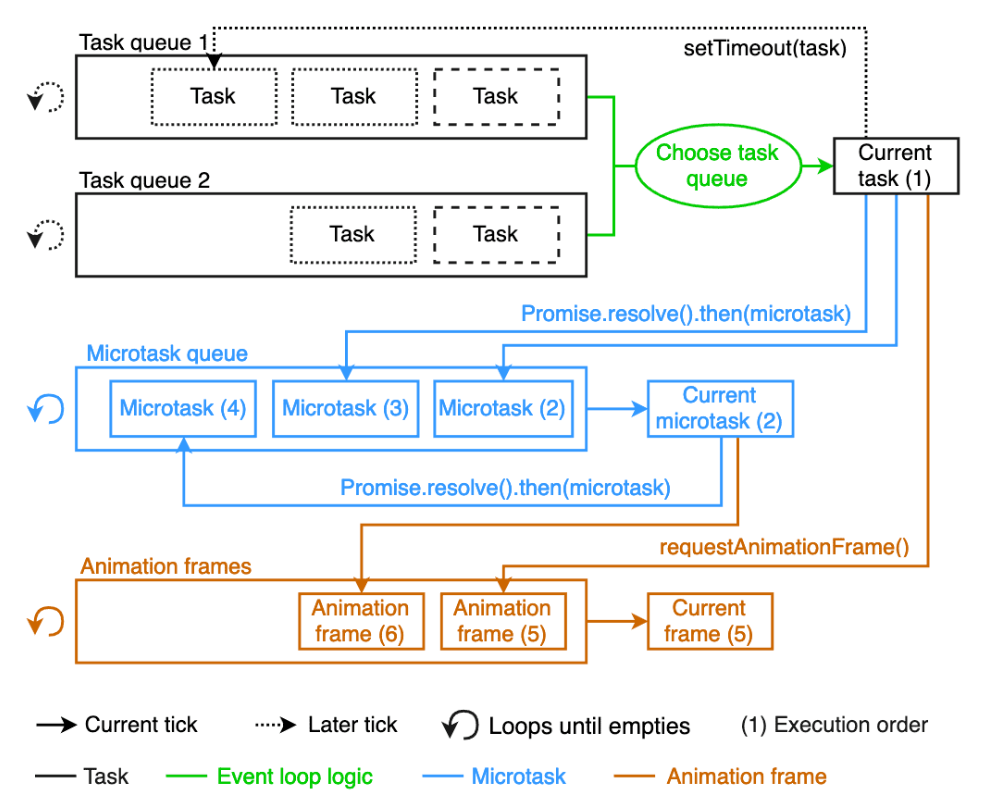 Task queue 1
setTimeout(task)
Task
Task
Task
Choose task
queue
Current
task (1)
Task queue 2
Task
Task
Promise.resolve().then(microtask)
Microtask queue
Microtask (4)
Microtask (3)
Microtask (2)
Current
microtask (2)
Promise.resolve().then(microtask)
requestAnimationFrame()
Animation frames
Animation
frame (6)
Animation
frame (5)
Current
frame (5)
Current tick
Later tick
Loops until empties
(1) Execution order
Task
Event loop logic
Microtask
Animation frame